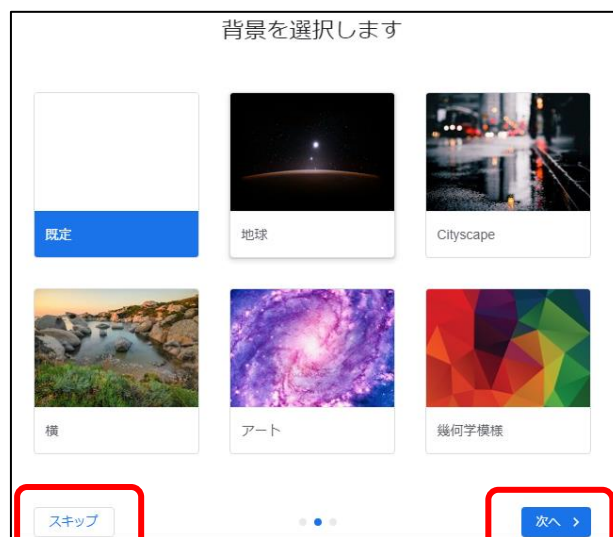 背景を選択します
既定
地球
Cityscape
横
アート
幾何学模様
スキップ
次へ